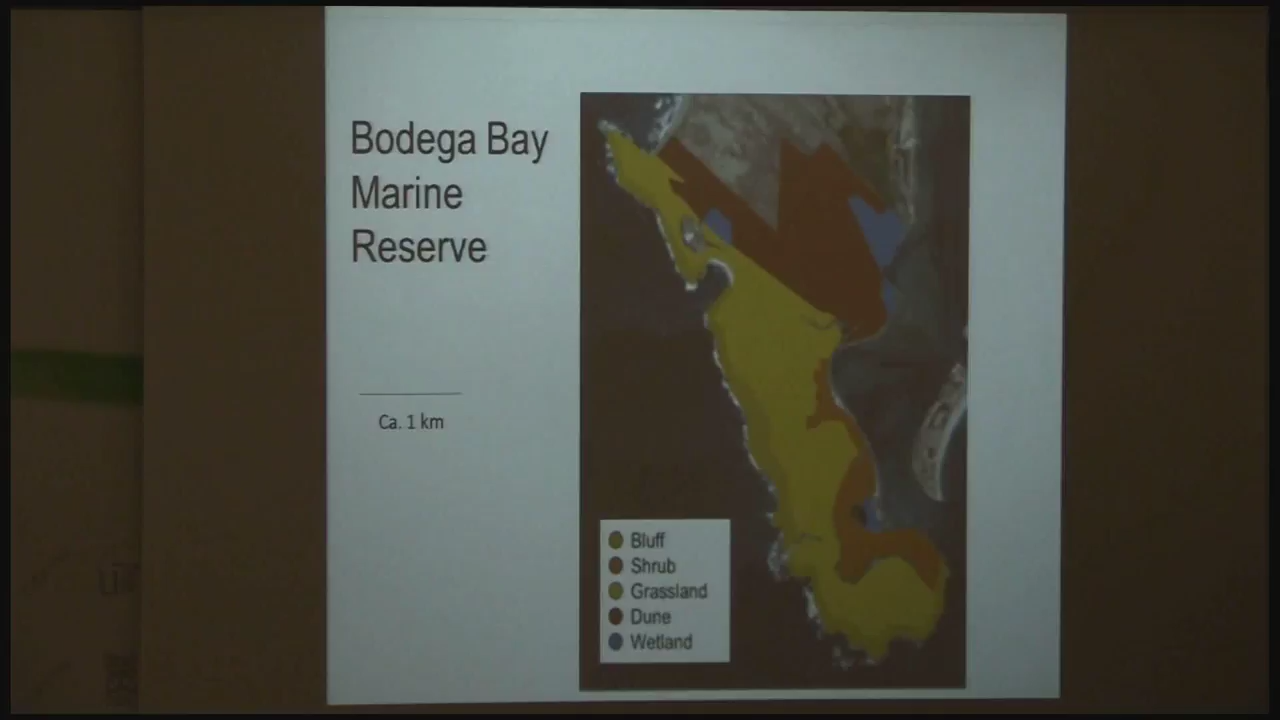 Bodega Bay
Marine
Reserve
Ca. 1 km
Bluff
Shrub
Grassland
Dune
Wetland